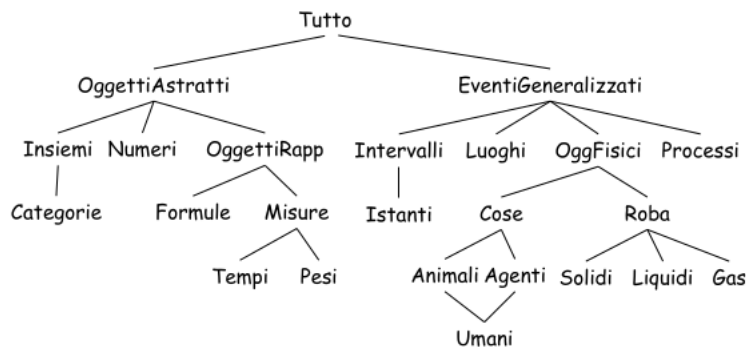 Tutto
OggettiAstratti EventiGeneralizzati
Insiemi Numeri OggettiRapp Intervalli Luoghi OggFisici Processi
Categorie Formule Misure Istanti Cose Roba
Tempi Pesi Animali Agenti Solidi Liquidi Gas
Umani